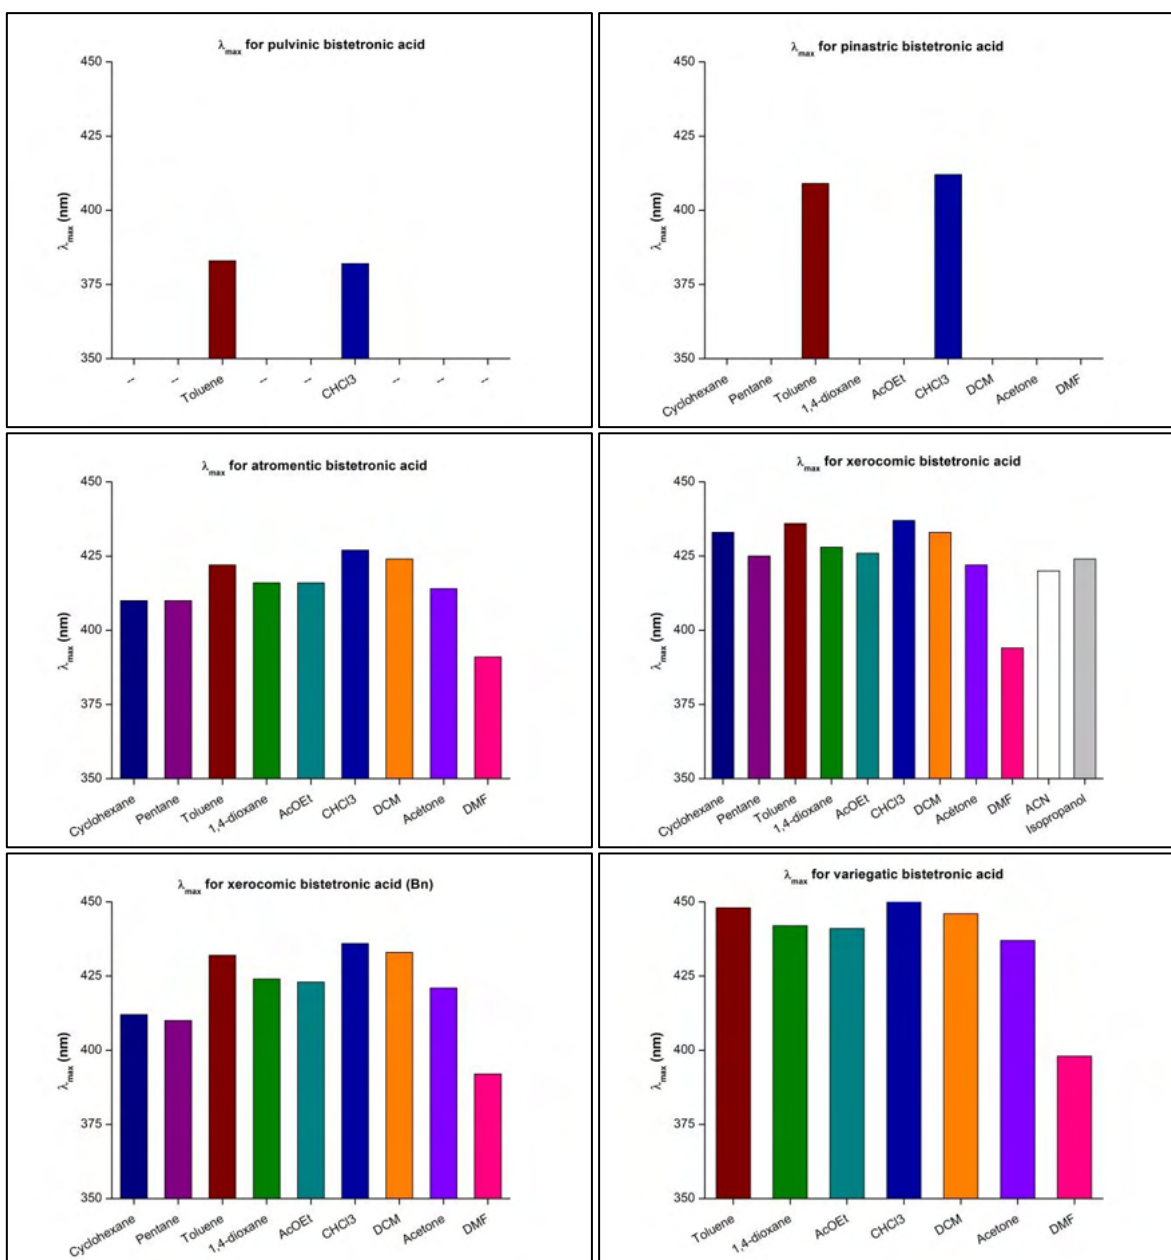 λmax for pulvinic bistetronic acid
450
425
400
375
350
λmax (nm)
--
--
Toluene
--
--
CHCl3
--
--
--
λmax for pinastric bistetronic acid
450
425
400
375
350
λmax (nm)
Cyclohexane
Pentane
Toluene
1,4-dioxane
AcOEt
CHCl3
DCM
Acetone
DMF
λmax for atromentic bistetronic acid
450
425
400
375
350
λmax (nm)
Cyclohexane
Pentane
Toluene
1,4-dioxane
AcOEt
CHCl3
DCM
Acétone
DMF
λmax for xerocomic bistetronic acid
450
425
400
375
350
λmax (nm)
Cyclohexane
Pentane
Toluene
1,4-dioxane
AcOEt
CHCl3
DCM
Acétone
DMF
ACN
Isopropanol
λmax for xerocomic bistetronic acid (Bn)
450
425
400
375
350
λmax (nm)
Cyclohexane
Pentane
Toluene
1,4-dioxane
AcOEt
CHCl3
DCM
Acetone
DMF
λmax for variegatic bistetronic acid
450
425
400
375
350
λmax (nm)
Toluene
1,4-dioxane
AcOEt
CHCl3
DCM
Acetone
DMF